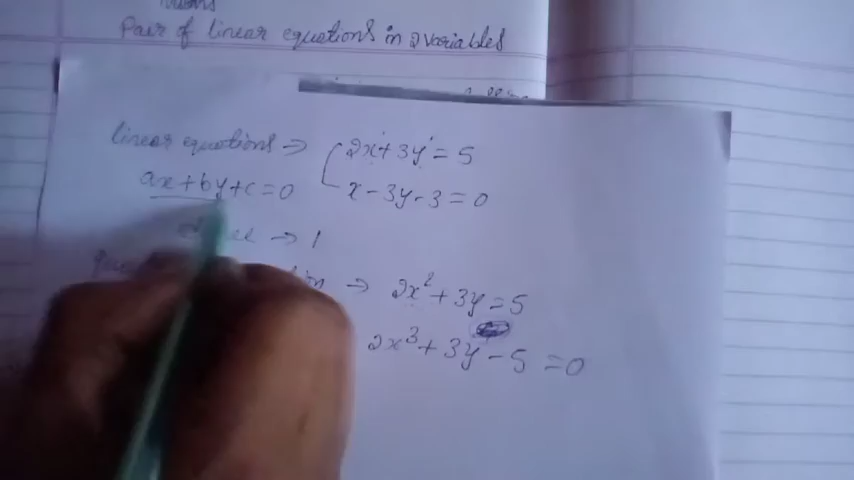 Pair of linear equations in 2 variables
linear equations → 2x + 3y = 5
ax + by + c = 0 x - 3y - 3 = 0
→ 1
→ 2x² + 3y = 5
2x³ + 3y - 5 = 0